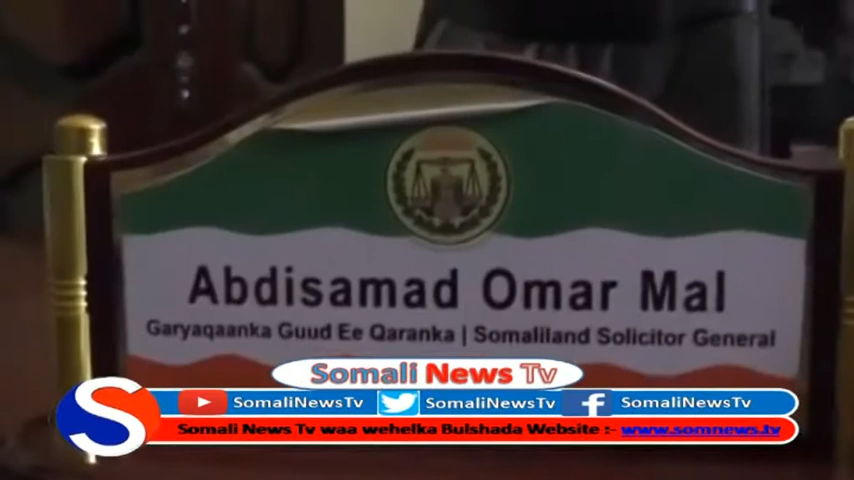 Abdisamad Omar Mal
Garyaqaanka Guud Ee Qaranka | Somaliland Solicitor General
Somali News Tv
SomaliNewsTv SomaliNewsTv SomaliNewsTv
Somali News Tv waa wehelka Bulshada Website :- www.somnews.tv